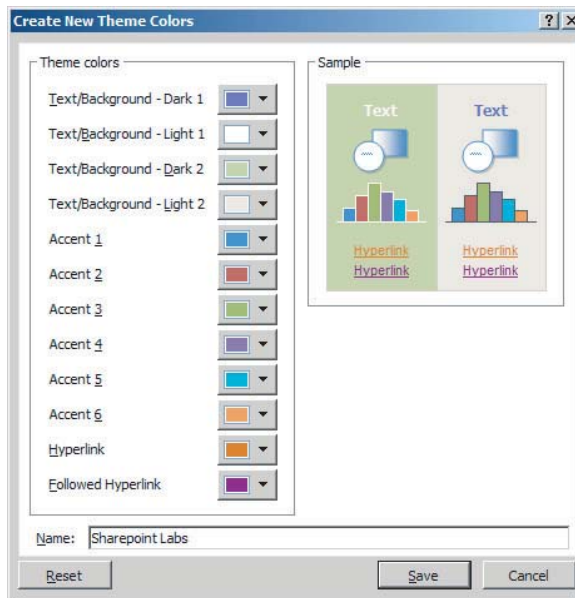 Create New Theme Colors
Theme colors
Text/Background - Dark 1
Text/Background - Light 1
Text/Background - Dark 2
Text/Background - Light 2
Accent 1
Accent 2
Accent 3
Accent 4
Accent 5
Accent 6
Hyperlink
Followed Hyperlink
Sample
Text Text
Hyperlink Hyperlink
Hyperlink Hyperlink
Name: Sharepoint Labs
Reset Save Cancel